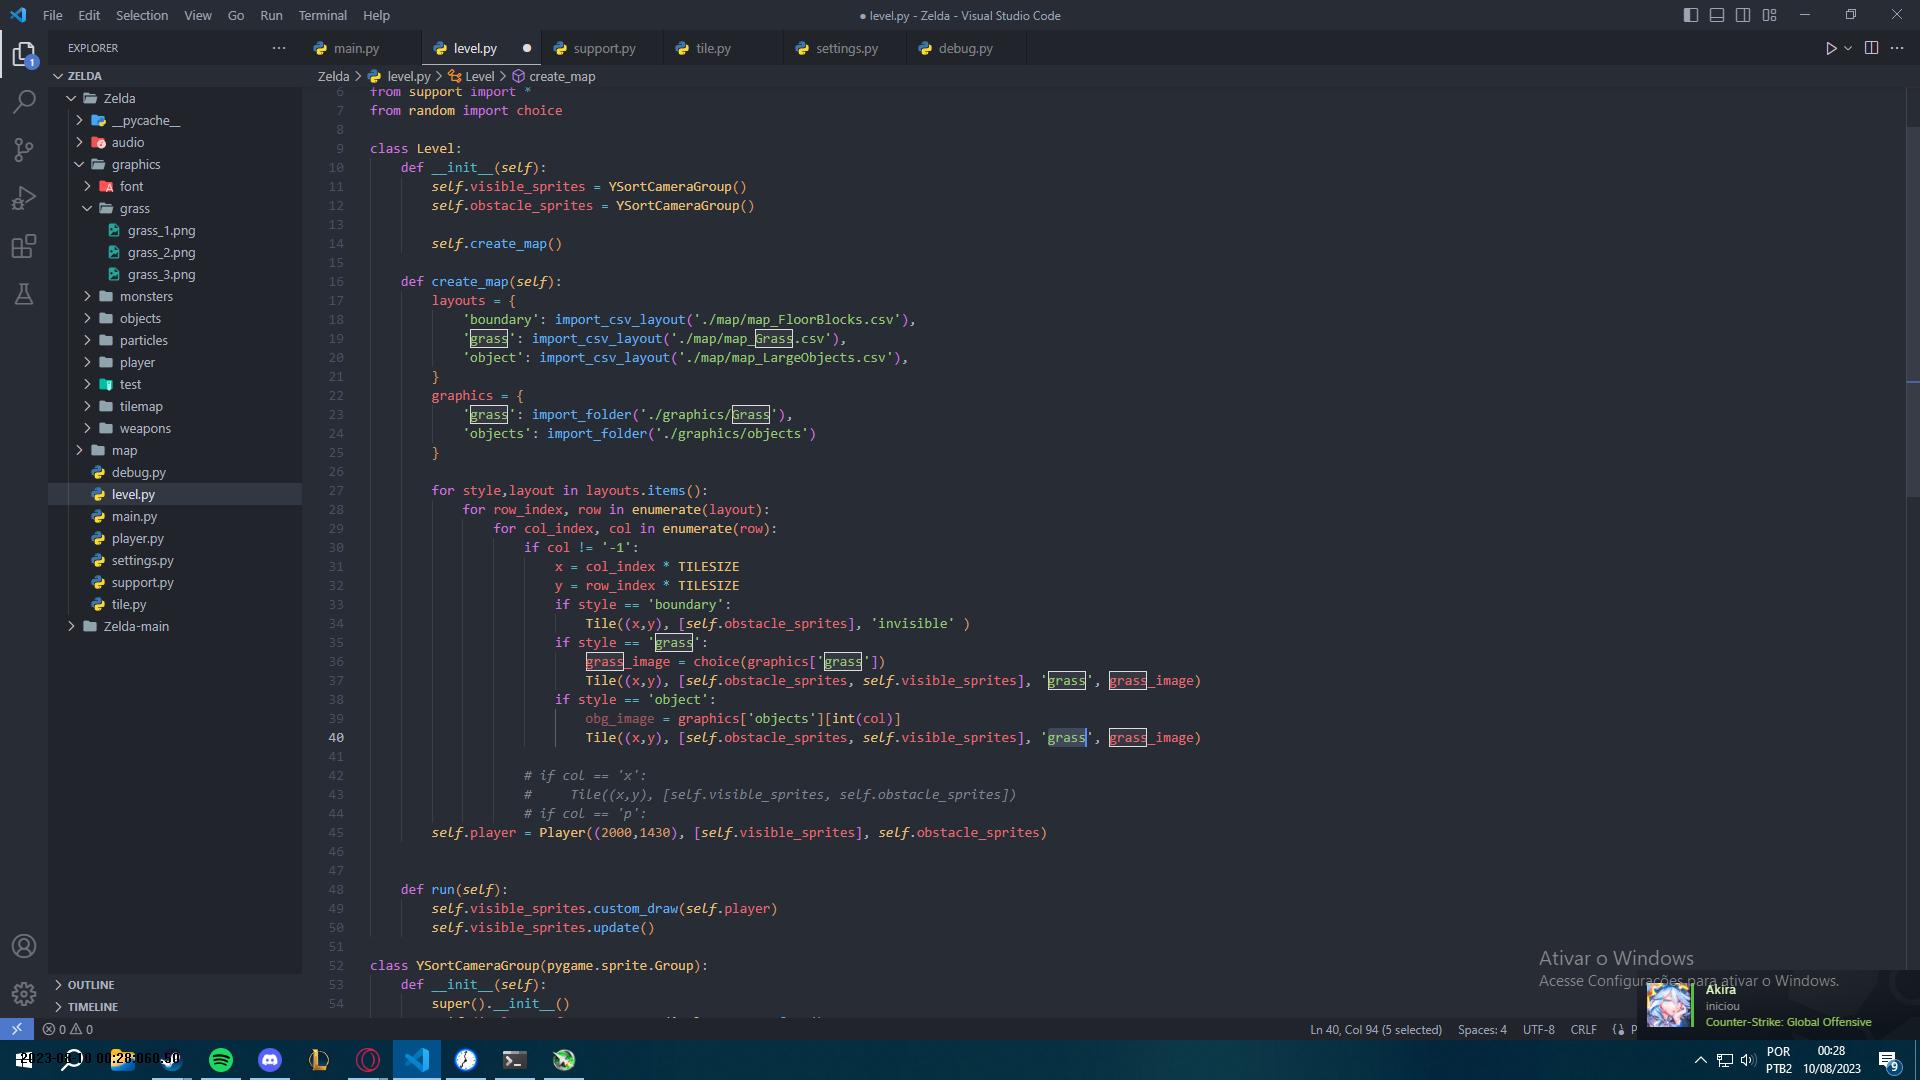 File Edit Selection View Go Run Terminal Help
● level.py - Zelda - Visual Studio Code
EXPLORER
main.py
level.py
support.py
tile.py
settings.py
debug.py
ZELDA
Zelda > level.py > Level > create_map
Zelda
__pycache__
audio
graphics
font
grass
grass_1.png
grass_2.png
grass_3.png
monsters
objects
particles
player
test
tilemap
weapons
map
debug.py
level.py
main.py
player.py
settings.py
support.py
tile.py
Zelda-main
OUTLINE
TIMELINE
6 from support import *
7 from random import choice
8
9 class Level:
10 def __init__(self):
11 self.visible_sprites = YSortCameraGroup()
12 self.obstacle_sprites = YSortCameraGroup()
13
14 self.create_map()
15
16 def create_map(self):
17 layouts = {
18 'boundary': import_csv_layout('./map/map_FloorBlocks.csv'),
19 'grass': import_csv_layout('./map/map_Grass.csv'),
20 'object': import_csv_layout('./map/map_LargeObjects.csv'),
21 }
22 graphics = {
23 'grass': import_folder('./graphics/Grass'),
24 'objects': import_folder('./graphics/objects')
25 }
26
27 for style,layout in layouts.items():
28 for row_index, row in enumerate(layout):
29 for col_index, col in enumerate(row):
30 if col != '-1':
31 x = col_index * TILESIZE
32 y = row_index * TILESIZE
33 if style == 'boundary':
34 Tile((x,y), [self.obstacle_sprites], 'invisible' )
35 if style == 'grass':
36 grass_image = choice(graphics['grass'])
37 Tile((x,y), [self.obstacle_sprites, self.visible_sprites], 'grass', grass_image)
38 if style == 'object':
39 obg_image = graphics['objects'][int(col)]
40 Tile((x,y), [self.obstacle_sprites, self.visible_sprites], 'grass', grass_image)
41
42 # if col == 'x':
43 # Tile((x,y), [self.visible_sprites, self.obstacle_sprites])
44 # if col == 'p':
45 self.player = Player((2000,1430), [self.visible_sprites], self.obstacle_sprites)
46
47
48 def run(self):
49 self.visible_sprites.custom_draw(self.player)
50 self.visible_sprites.update()
51
52 class YSortCameraGroup(pygame.sprite.Group):
53 def __init__(self):
54 super().__init__()
Ativar o Windows
Acesse Configurações para ativar o Windows.
Akira
iniciou
Counter-Strike: Global Offensive
0 0
Ln 40, Col 94 (5 selected) Spaces: 4 UTF-8 CRLF
1
POR
PTB2
00:28
10/08/2023
9